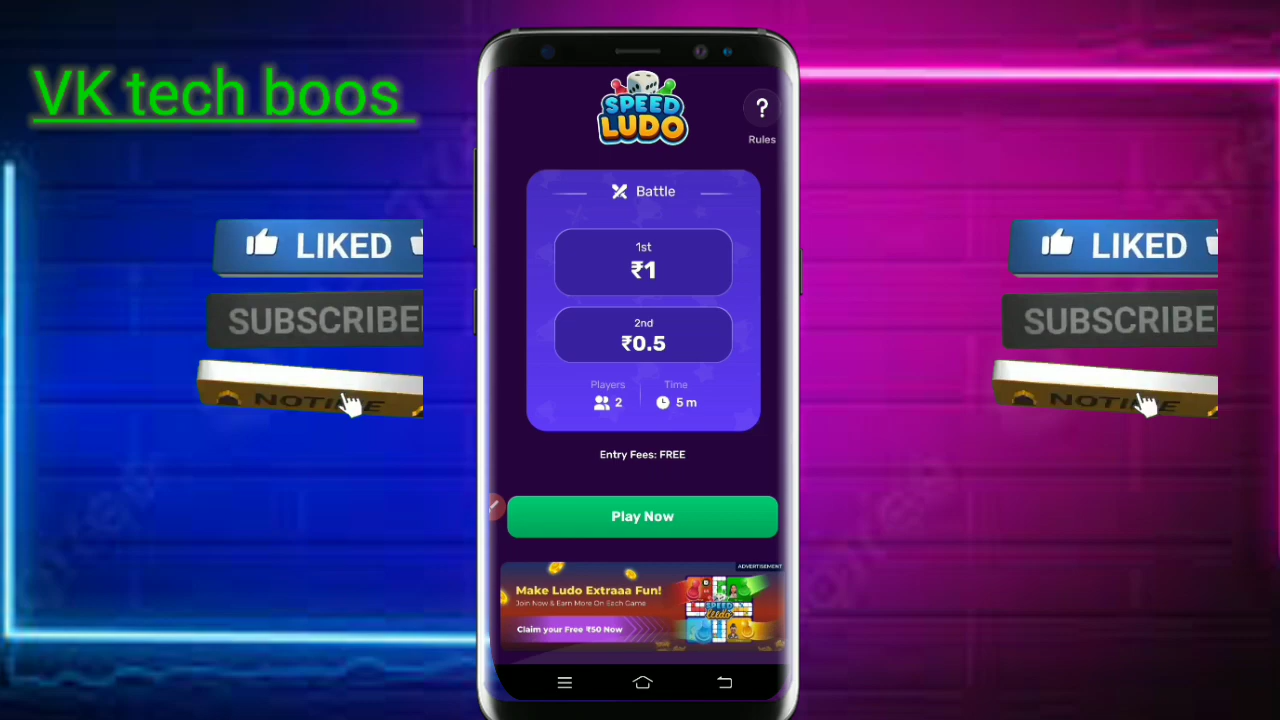 VK tech boos
SPEED
LUDO
?
Rules
Battle
1st
₹1
2nd
₹0.5
Players
2
Time
5 m
Entry Fees: FREE
Play Now
ADVERTISEMENT
Make Ludo Extraaa Fun!
Join Now & Earn More On Each Game
Claim your Free ₹50 Now
SPEED
LUDO
LIKED
SUBSCRIBE
LIKED
SUBSCRIBE